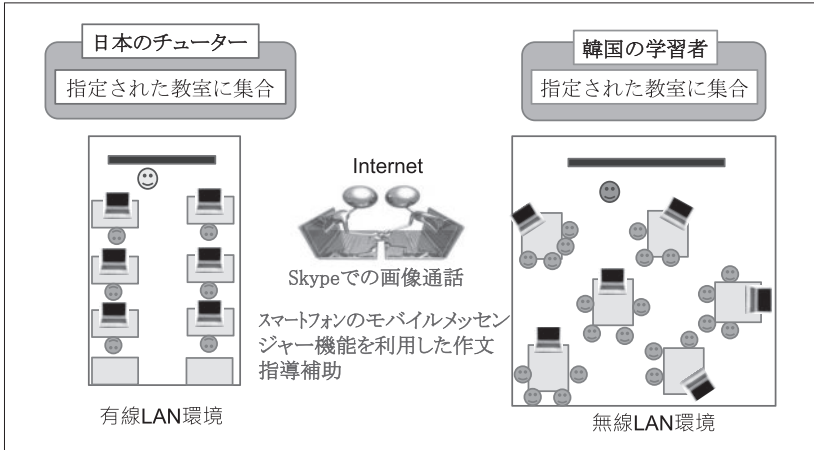 日本のチューター
指定された教室に集合
韓国の学習者
指定された教室に集合
Internet
Skypeでの画像通話
スマートフォンのモバイルメッセン
ジャー機能を利用した作文
指導補助
有線LAN環境
無線LAN環境